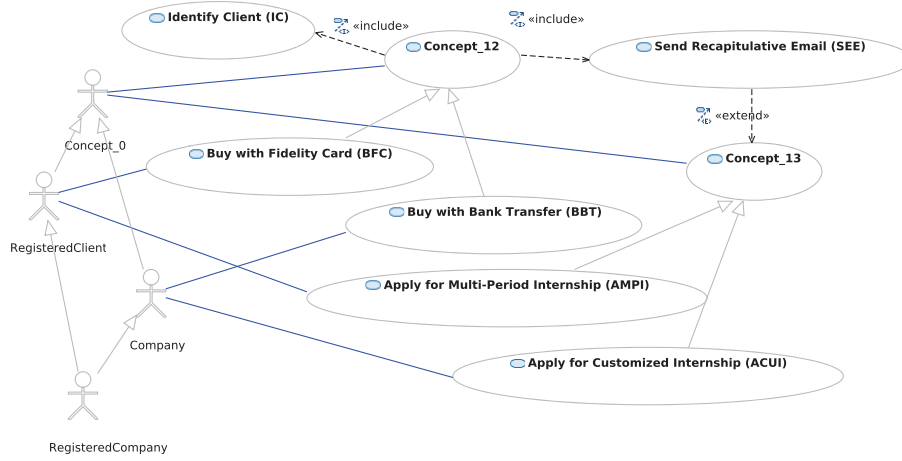 Identify Client (IC)
«include»
«include»
Concept_12
Send Recapitulative Email (SEE)
«extend»
Concept_0
Buy with Fidelity Card (BFC)
Concept_13
Buy with Bank Transfer (BBT)
RegisteredClient
Apply for Multi-Period Internship (AMPI)
Company
Apply for Customized Internship (ACUI)
RegisteredCompany